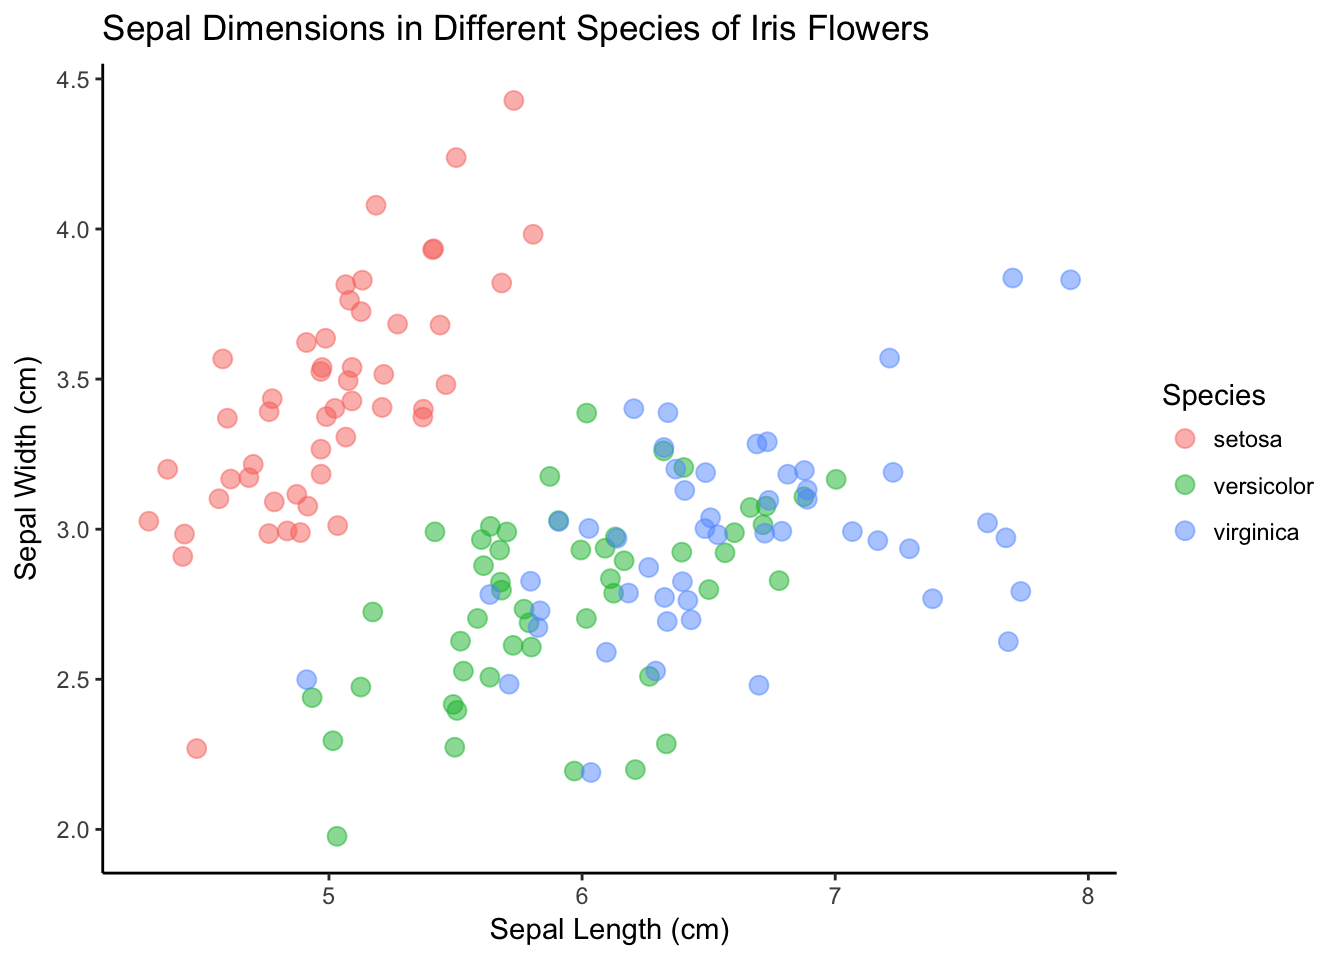 Sepal Dimensions in Different Species of Iris Flowers
4.5
4.0
3.5
3.0
2.5
2.0
Sepal Width (cm)
5 6 7 8
Sepal Length (cm)
Species
setosa
versicolor
virginica